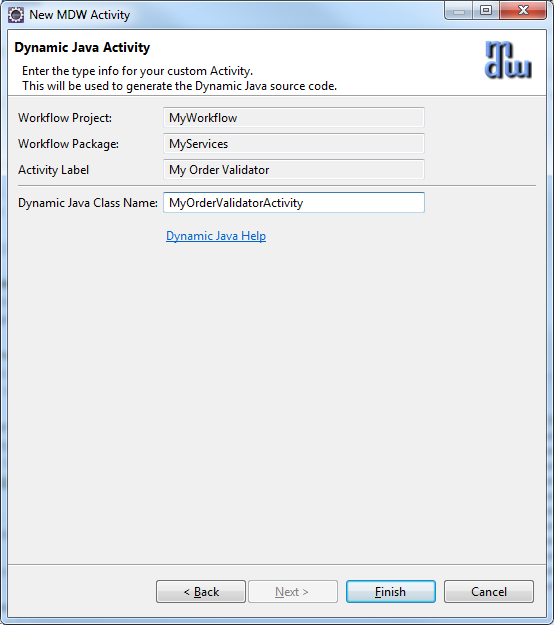 New MDW Activity
Dynamic Java Activity
Enter the type info for your custom Activity.
This will be used to generate the Dynamic Java source code.
mdw
Workflow Project: MyWorkflow
Workflow Package: MyServices
Activity Label My Order Validator
Dynamic Java Class Name: MyOrderValidatorActivity
Dynamic Java Help
< Back Next > Finish Cancel